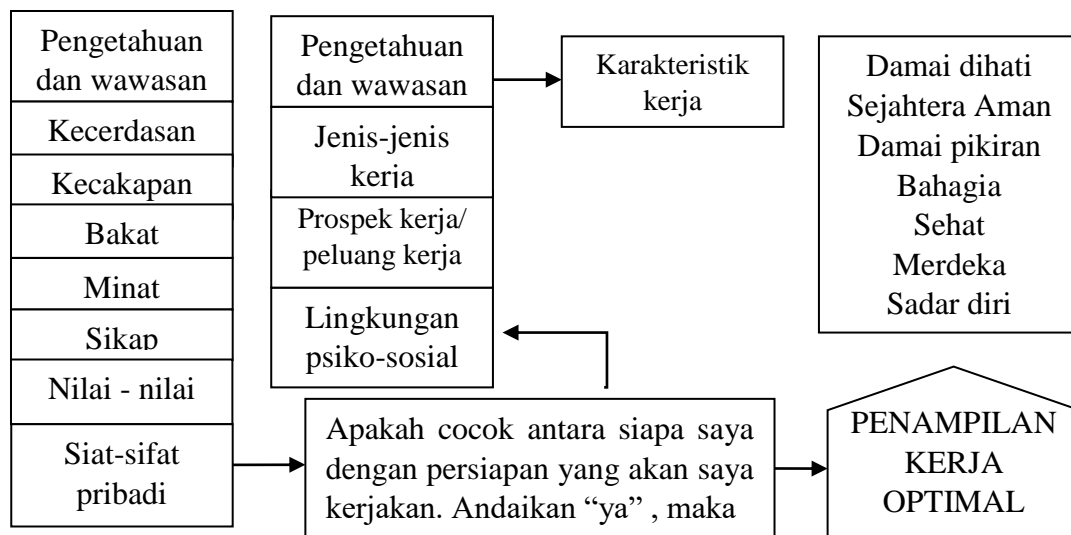 Pengetahuan
dan wawasan
Kecerdasan
Kecakapan
Bakat
Minat
Sikap
Nilai - nilai
Siat-sifat
pribadi
Pengetahuan
dan wawasan
Jenis-jenis
kerja
Prospek kerja/
peluang kerja
Lingkungan
psiko-sosial
Karakteristik
kerja
Damai dihati
Sejahtera Aman
Damai pikiran
Bahagia
Sehat
Merdeka
Sadar diri
Apakah cocok antara siapa saya
dengan persiapan yang akan saya
kerjakan. Andaikan “ya” , maka
PENAMPILAN
KERJA
OPTIMAL